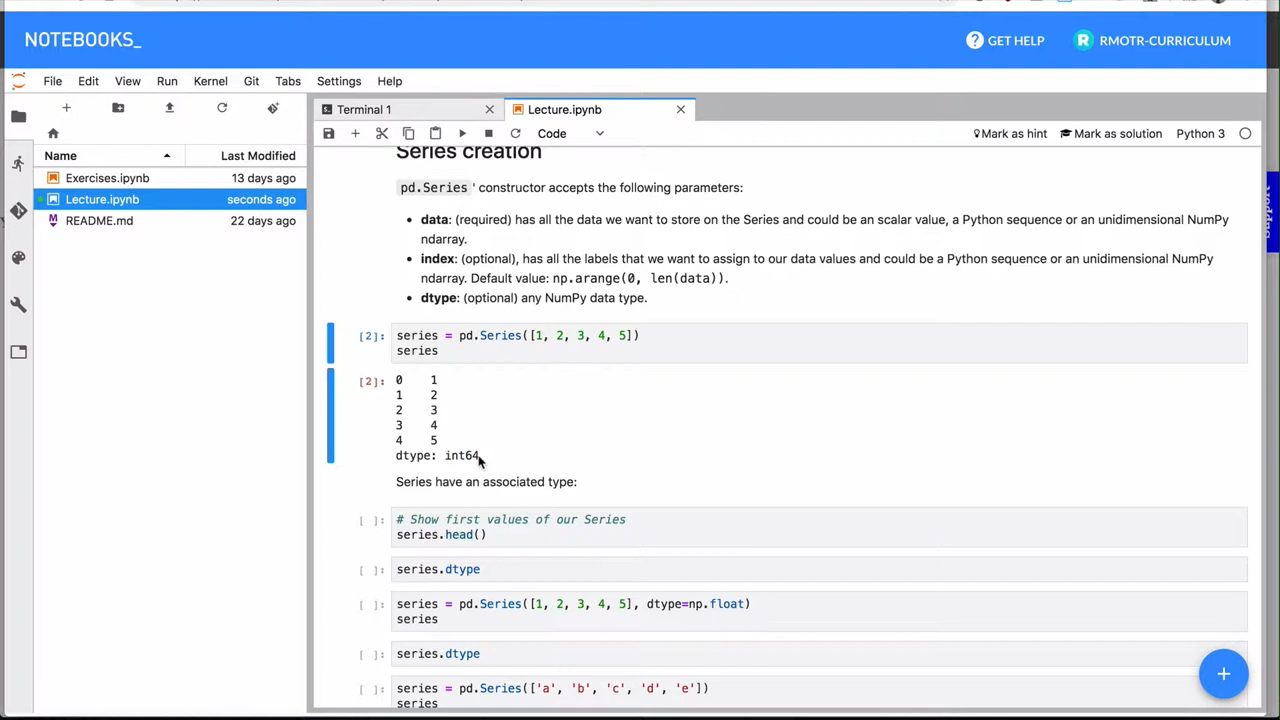 NOTEBOOKS_
? GET HELP
R RMOTR-CURRICULUM
File Edit View Run Kernel Git Tabs Settings Help
Terminal 1
Lecture.ipynb
Code
Mark as hint
Mark as solution
Python 3
Name Last Modified
Exercises.ipynb 13 days ago
Lecture.ipynb seconds ago
README.md 22 days ago
Series creation
pd.Series ' constructor accepts the following parameters:
• data: (required) has all the data we want to store on the Series and could be an scalar value, a Python sequence or an unidimensional NumPy
ndarray.
• index: (optional), has all the labels that we want to assign to our data values and could be a Python sequence or an unidimensional NumPy
ndarray. Default value: np.arange(0, len(data)).
• dtype: (optional) any NumPy data type.
[2]: series = pd.Series([1, 2, 3, 4, 5])
series
[2]: 0 1
1 2
2 3
3 4
4 5
dtype: int64
Series have an associated type:
[ ]: # Show first values of our Series
series.head()
[ ]: series.dtype
[ ]: series = pd.Series([1, 2, 3, 4, 5], dtype=np.float)
series
[ ]: series.dtype
[ ]: series = pd.Series(['a', 'b', 'c', 'd', 'e'])
series
Support